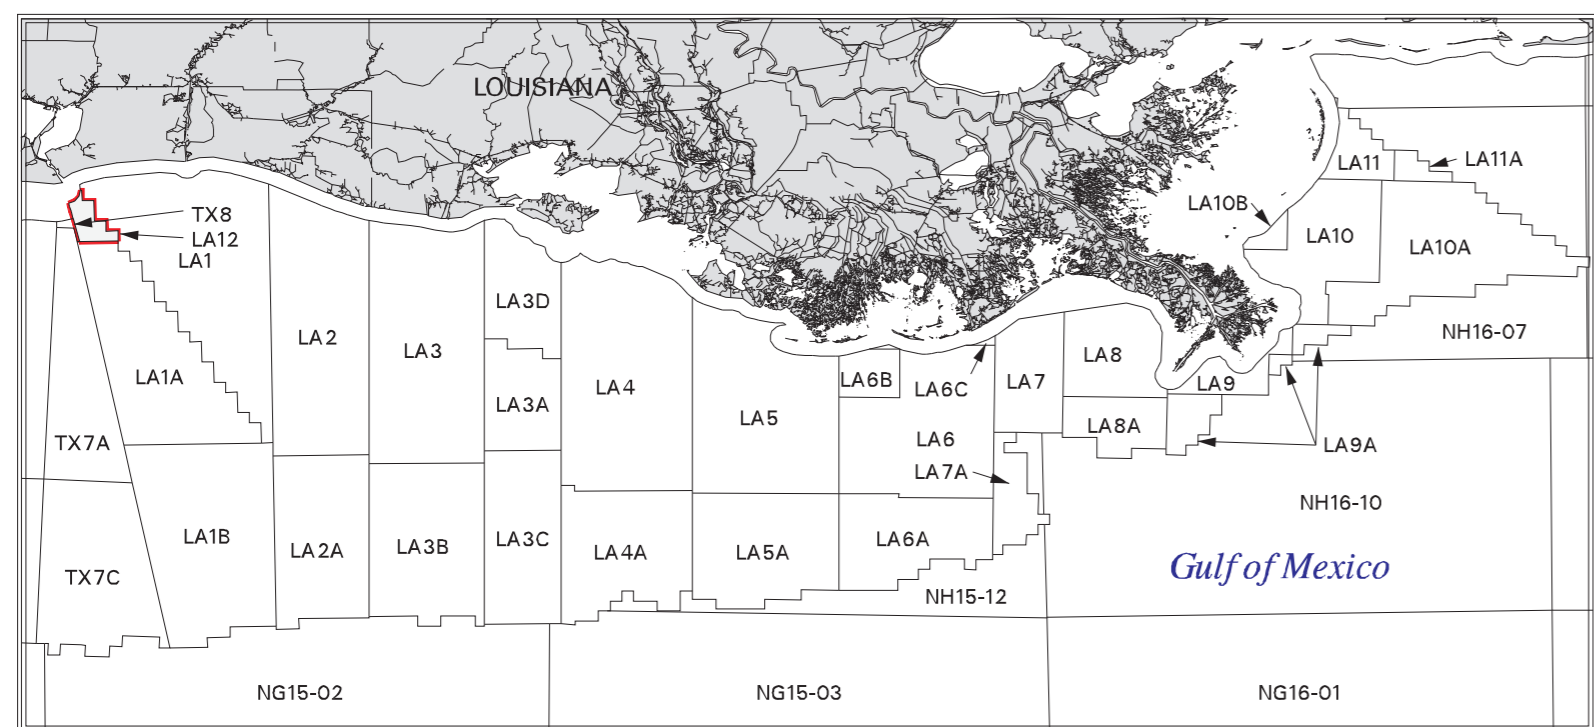 LOUISIANA
LA11
LA11A
TX8
LA10B
LA12
LA10
LA10A
LA1
LA3D
LA2
LA3
NH16-07
LA8
LA1A
LA6B
LA6C
LA7
LA9
LA4
LA3A
LA5
LA8A
TX7A
LA6
LA9A
LA7A
NH16-10
LA1B
LA2A
LA3B
LA3C
LA4A
LA5A
LA6A
Gulf of Mexico
TX7C
NH15-12
NG15-02
NG15-03
NG16-01